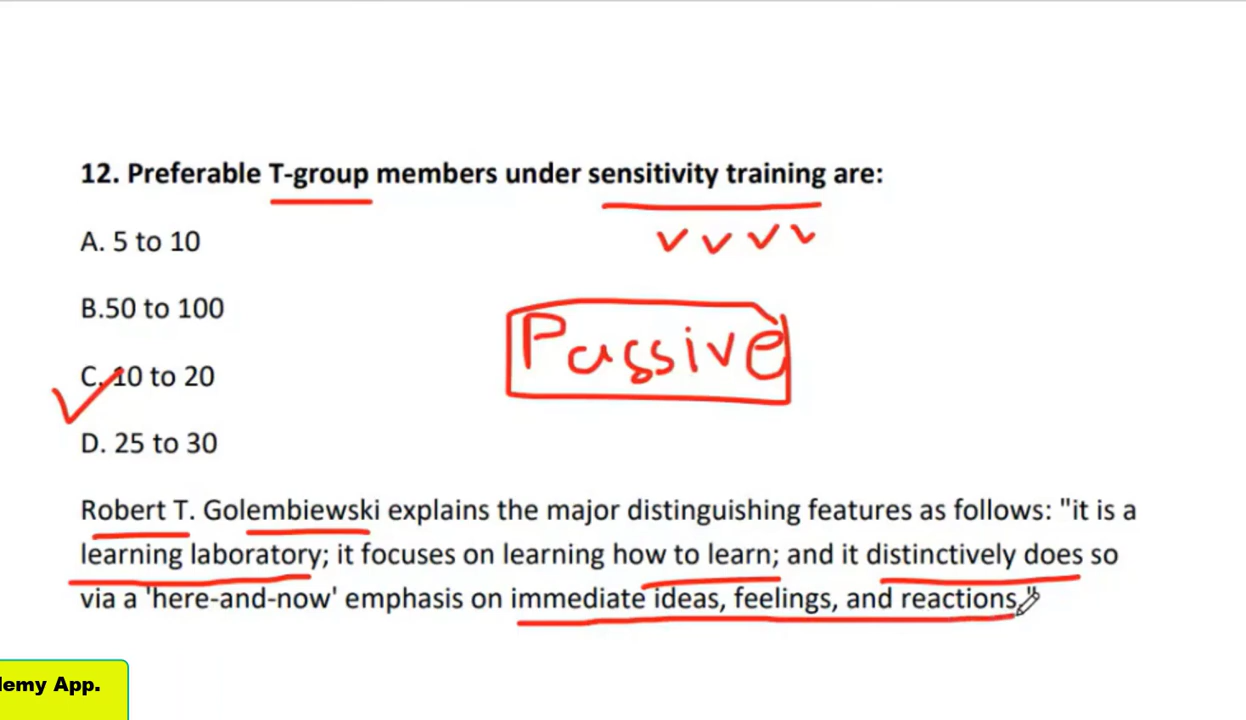 12. Preferable T-group members under sensitivity training are:
A. 5 to 10
B.50 to 100
Passive
C. 10 to 20
D. 25 to 30
Robert T. Golembiewski explains the major distinguishing features as follows: "it is a
learning laboratory; it focuses on learning how to learn; and it distinctively does so
via a 'here-and-now' emphasis on immediate ideas, feelings, and reactions."
App.